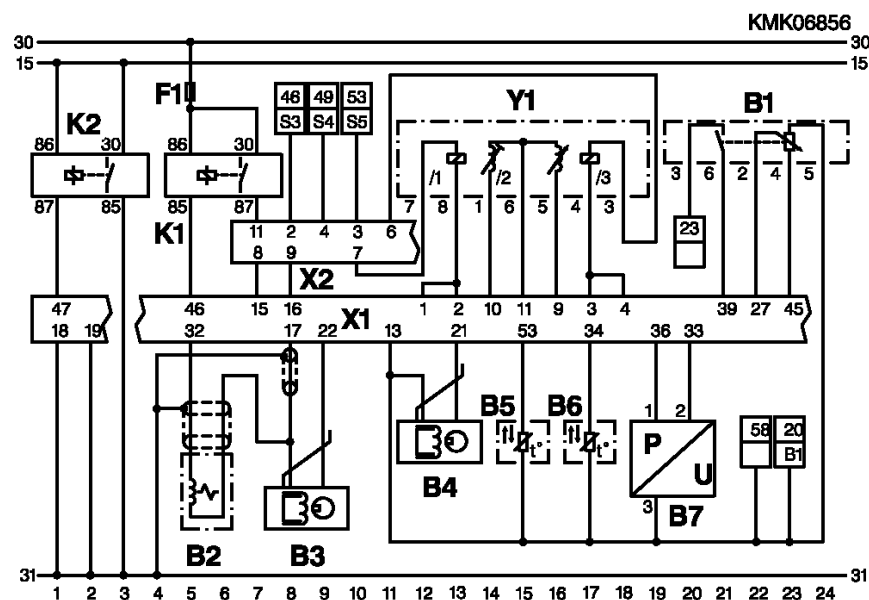 KMK06856
30 30
15 15
F1 46 49 53 Y1 B1
S3 S4 S5
K2
86 30 86 30
/1 /2 /3
3 6 2 4 5
7 8 1 6 5 4 3
87 85 85 87
K1
11 2 4 3 6
8 9 7
23
X2
47 46 15 16 1 2 10 11 9 3 4 39 27 45
X1
18 19 32 17 22 13 21 53 34 36 33
B5 B6
1 2
t° t°
P U
58 20
B1
B4
3 B7
B2 B3
31 31
1 2 3 4 5 6 7 8 9 10 11 12 13 14 15 16 17 18 19 20 21 22 23 24